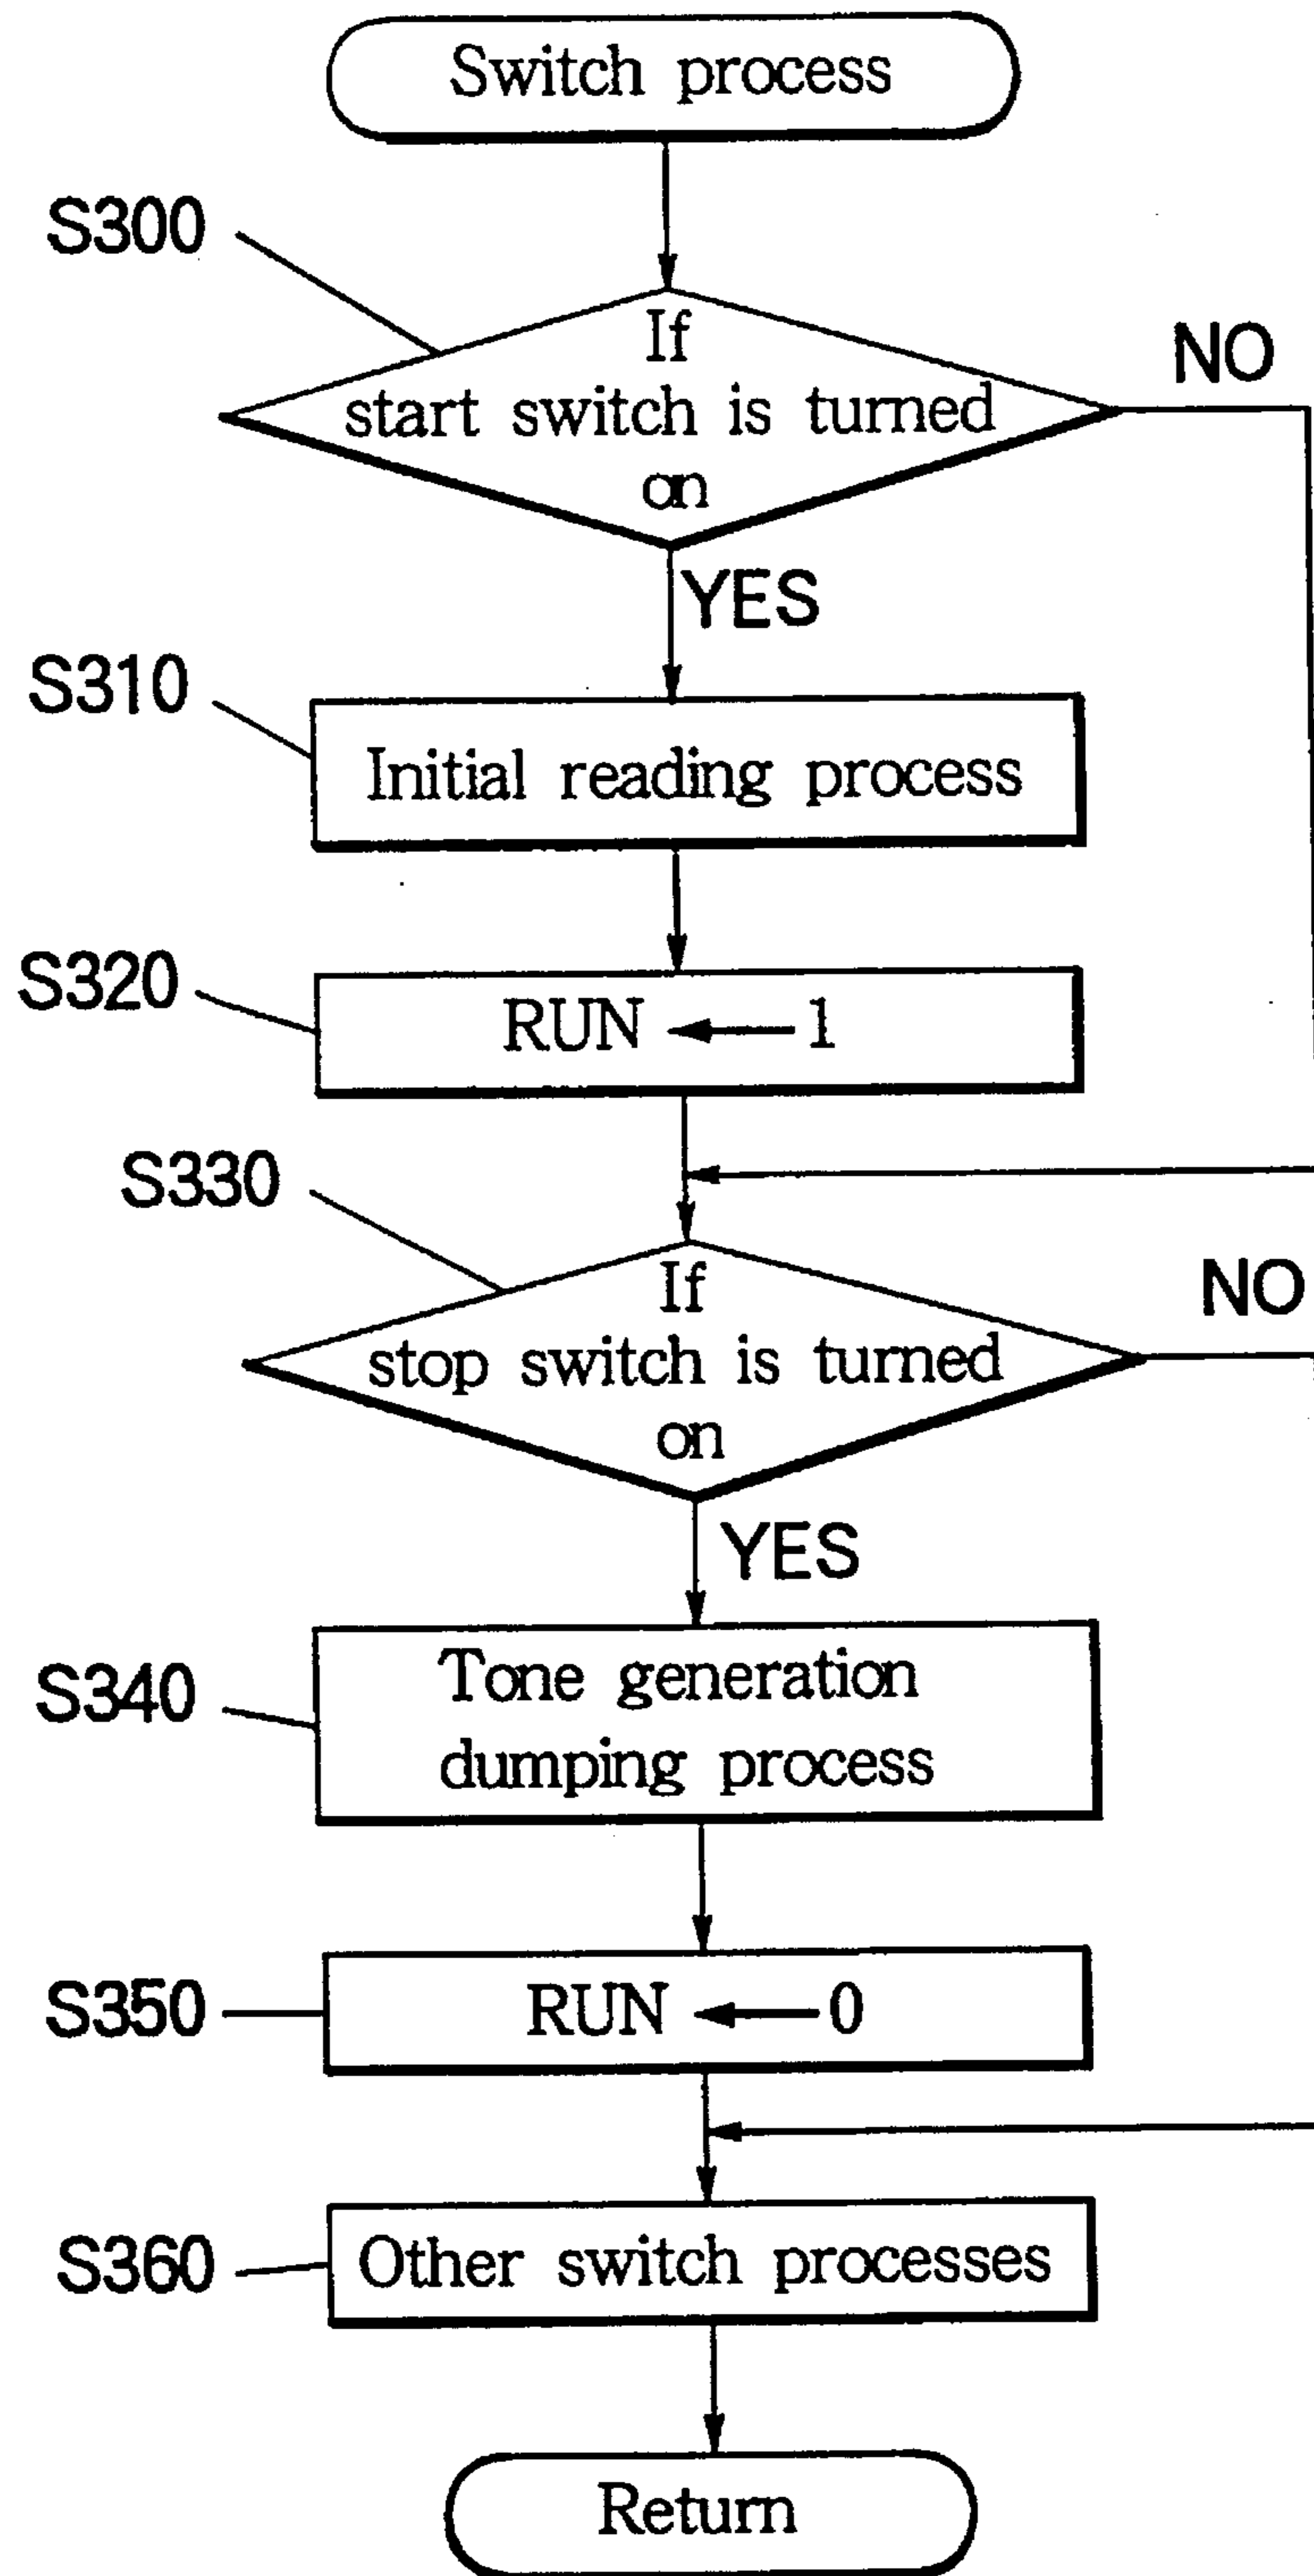 Switch process
S300
If
start switch is turned
on
NO
YES
S310
Initial reading process
S320
RUN ← 1
S330
If
stop switch is turned
on
NO
YES
S340
Tone generation
dumping process
S350
RUN ← 0
S360
Other switch processes
Return